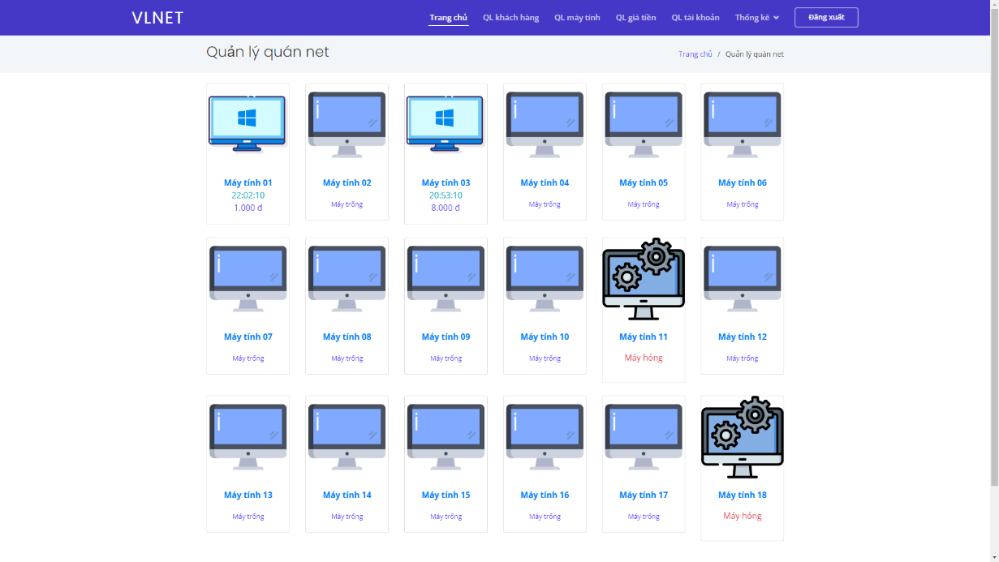 VLNET
Trang chủ QL khách hàng QL máy tính QL giá tiền QL tài khoản Thống kê Đăng xuất
Quản lý quán net
Trang chủ / Quản lý quán net
Máy tính 01
22:02:10
1.000 đ
Máy tính 02
Máy trống
Máy tính 03
20:53:10
8.000 đ
Máy tính 04
Máy trống
Máy tính 05
Máy trống
Máy tính 06
Máy trống
Máy tính 07
Máy trống
Máy tính 08
Máy trống
Máy tính 09
Máy trống
Máy tính 10
Máy trống
Máy tính 11
Máy hỏng
Máy tính 12
Máy trống
Máy tính 13
Máy trống
Máy tính 14
Máy trống
Máy tính 15
Máy trống
Máy tính 16
Máy trống
Máy tính 17
Máy trống
Máy tính 18
Máy hỏng